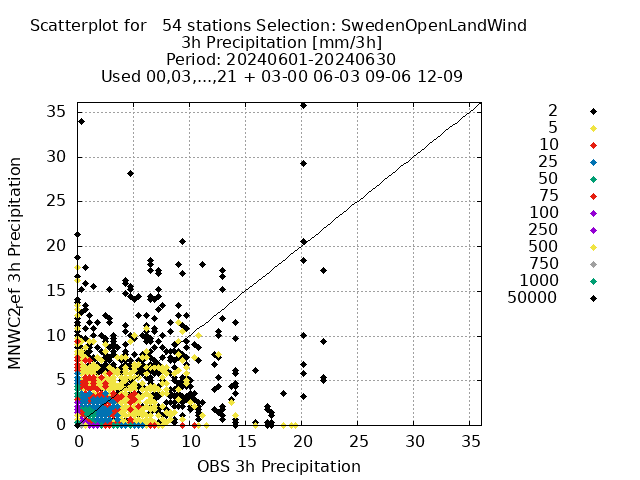 Scatterplot for   54 stations Selection: SwedenOpenLandWind
3h Precipitation [mm/3h]
Period: 20240601-20240630
Used 00,03,...,21 + 03-00 06-03 09-06 12-09
MNWC2,ef 3h Precipitation
35
30
25
20
15
10
5
0
0 5 10 15 20 25 30 35
OBS 3h Precipitation
2
5
10
25
50
75
100
250
500
750
1000
50000